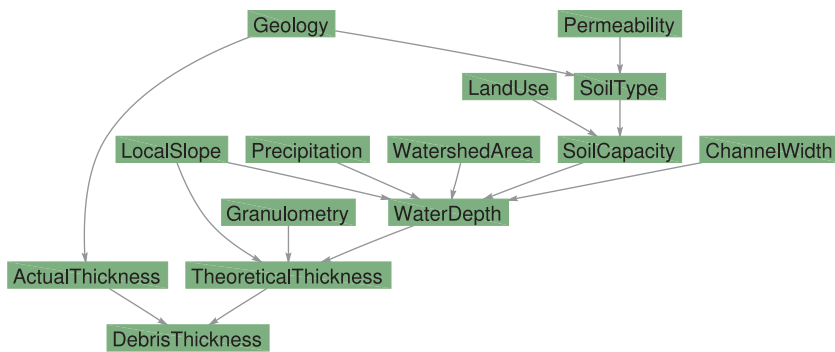 Geology
Permeability
LandUse
SoilType
LocalSlope
Precipitation
WatershedArea
SoilCapacity
ChannelWidth
Granulometry
WaterDepth
ActualThickness
TheoreticalThickness
DebrisThickness